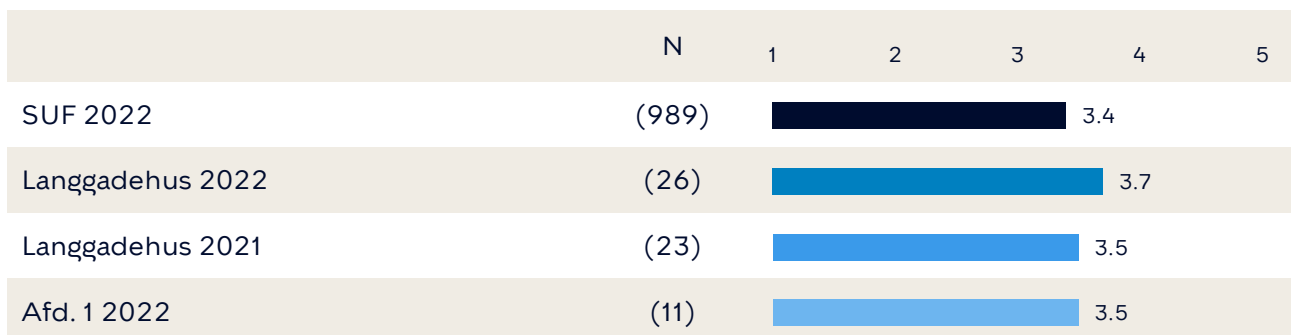 N 1 2 3 4 5
SUF 2022 (989) 3.4
Langgadehus 2022 (26) 3.7
Langgadehus 2021 (23) 3.5
Afd. 1 2022 (11) 3.5